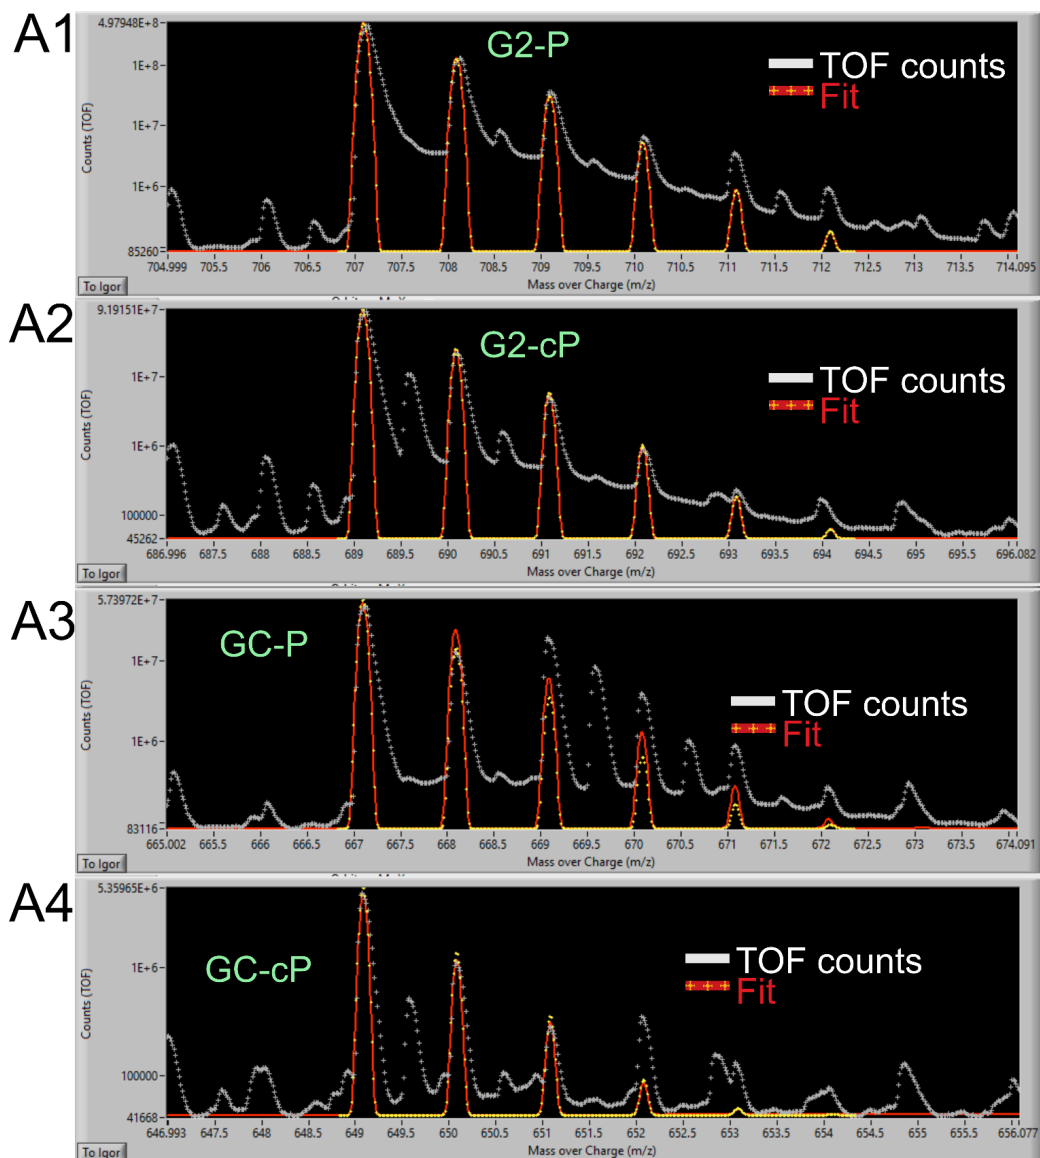 A1
4.97948E+8
1E+8
1E+7
1E+6
85260
Counts (TOF)
G2-P
TOF counts
Fit
704.999 705.5 706 706.5 707 707.5 708 708.5 709 709.5 710 710.5 711 711.5 712 712.5 713 713.5 714.095
To Igor
Mass over Charge (m/z)
A2
9.19151E+7
1E+7
1E+6
100000
45262
Counts (TOF)
G2-cP
TOF counts
Fit
686.996 687.5 688 688.5 689 689.5 690 690.5 691 691.5 692 692.5 693 693.5 694 694.5 695 695.5 696.082
To Igor
Mass over Charge (m/z)
A3
5.73972E+7
1E+7
1E+6
83116
Counts (TOF)
GC-P
TOF counts
Fit
665.002 665.5 666 666.5 667 667.5 668 668.5 669 669.5 670 670.5 671 671.5 672 672.5 673 673.5 674.091
To Igor
Mass over Charge (m/z)
A4
5.35965E+6
1E+6
100000
41668
Counts (TOF)
GC-cP
TOF counts
Fit
646.993 647.5 648 648.5 649 649.5 650 650.5 651 651.5 652 652.5 653 653.5 654 654.5 655 655.5 656.077
To Igor
Mass over Charge (m/z)